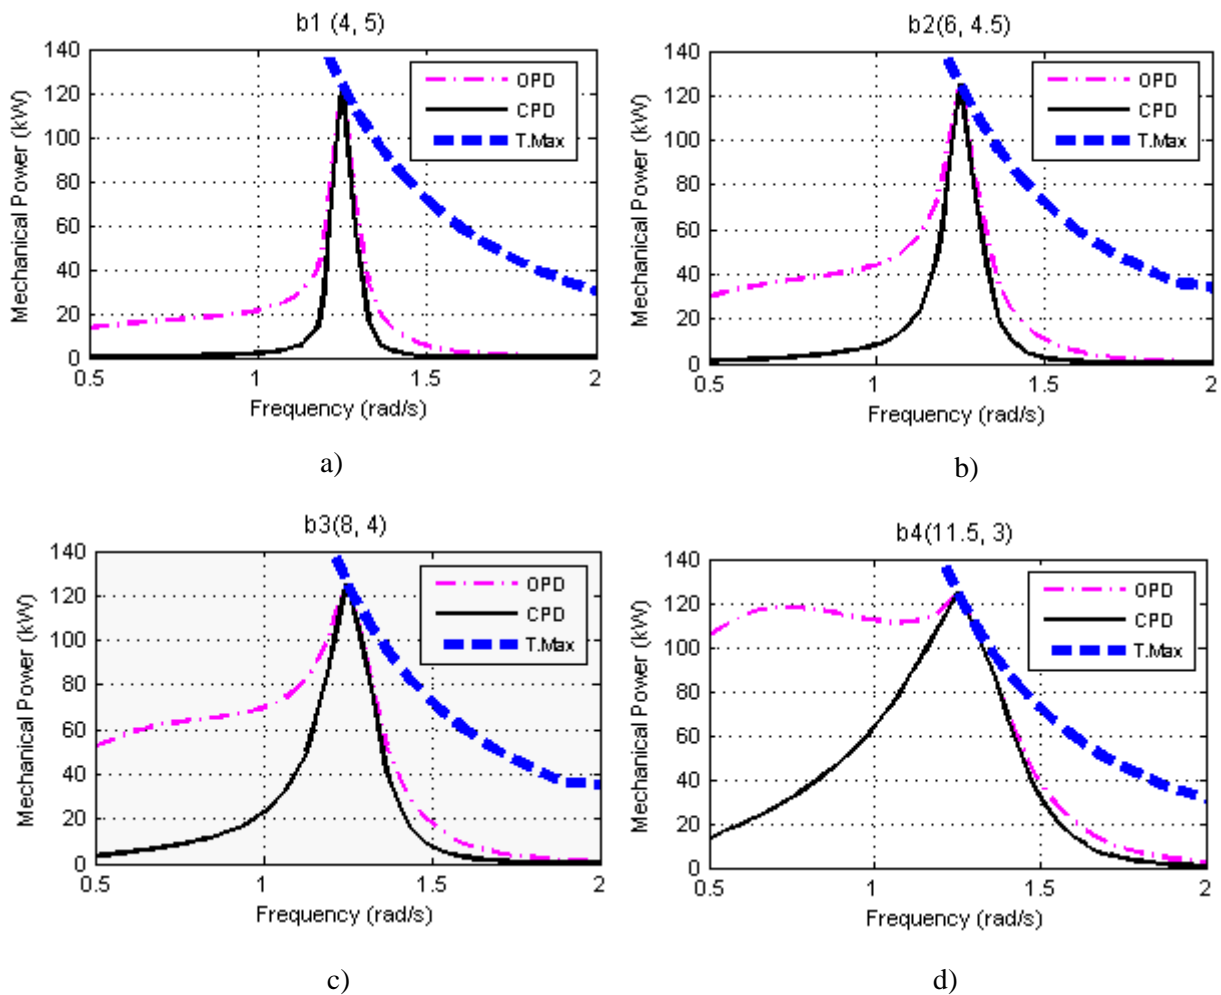 b1 (4, 5)
Mechanical Power (kW)
140
120
100
80
60
40
20
0
OPD
CPD
T.Max
0.5
1
1.5
2
Frequency (rad/s)
a)
b2(6, 4.5)
Mechanical Power (kW)
140
120
100
80
60
40
20
0
OPD
CPD
T.Max
0.5
1
1.5
2
Frequency (rad/s)
b)
b3(8, 4)
Mechanical Power (kW)
140
120
100
80
60
40
20
0
OPD
CPD
T.Max
0.5
1
1.5
2
Frequency (rad/s)
c)
b4(11.5, 3)
Mechanical Power (kW)
140
120
100
80
60
40
20
0
OPD
CPD
T.Max
0.5
1
1.5
2
Frequency (rad/s)
d)